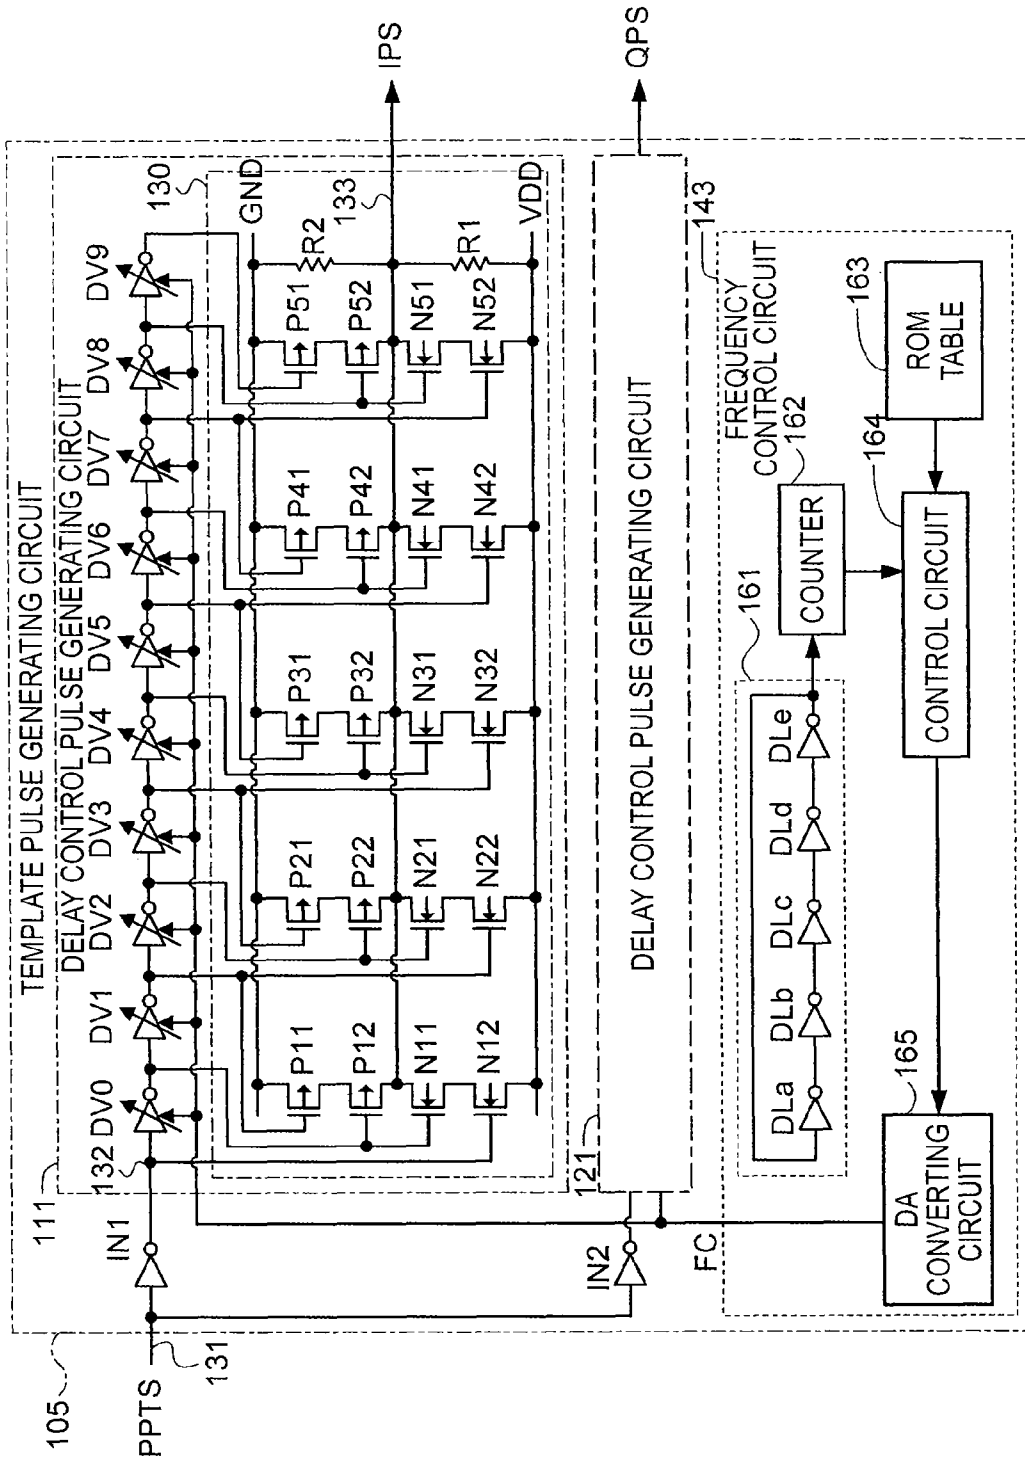 TEMPLATE PULSE GENERATING CIRCUIT
DELAY CONTROL PULSE GENERATING CIRCUIT
105
111
PPTS
131
IN1
132
DV0
DV1
DV2
DV3
DV4
DV5
DV6
DV7
DV8
DV9
130
GND
P11
P21
P31
P41
P51
R2
P12
P22
P32
P42
P52
133
IPS
N11
N21
N31
N41
N51
R1
N12
N22
N32
N42
N52
VDD
IN2
121
DELAY CONTROL PULSE GENERATING CIRCUIT
QPS
FC
FREQUENCY
CONTROL CIRCUIT
143
161
DLa
DLb
DLc
DLd
DLe
162
COUNTER
163
ROM
TABLE
164
CONTROL CIRCUIT
165
DA
CONVERTING
CIRCUIT